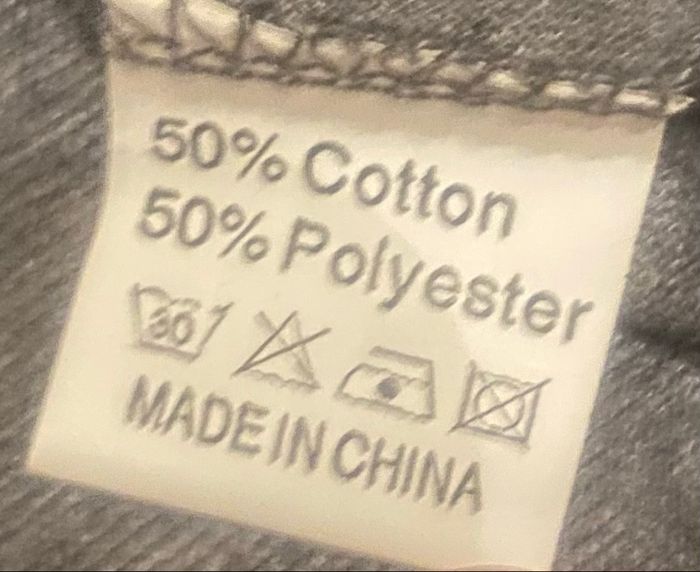 50% Cotton
50% Polyester
30
MADE IN CHINA